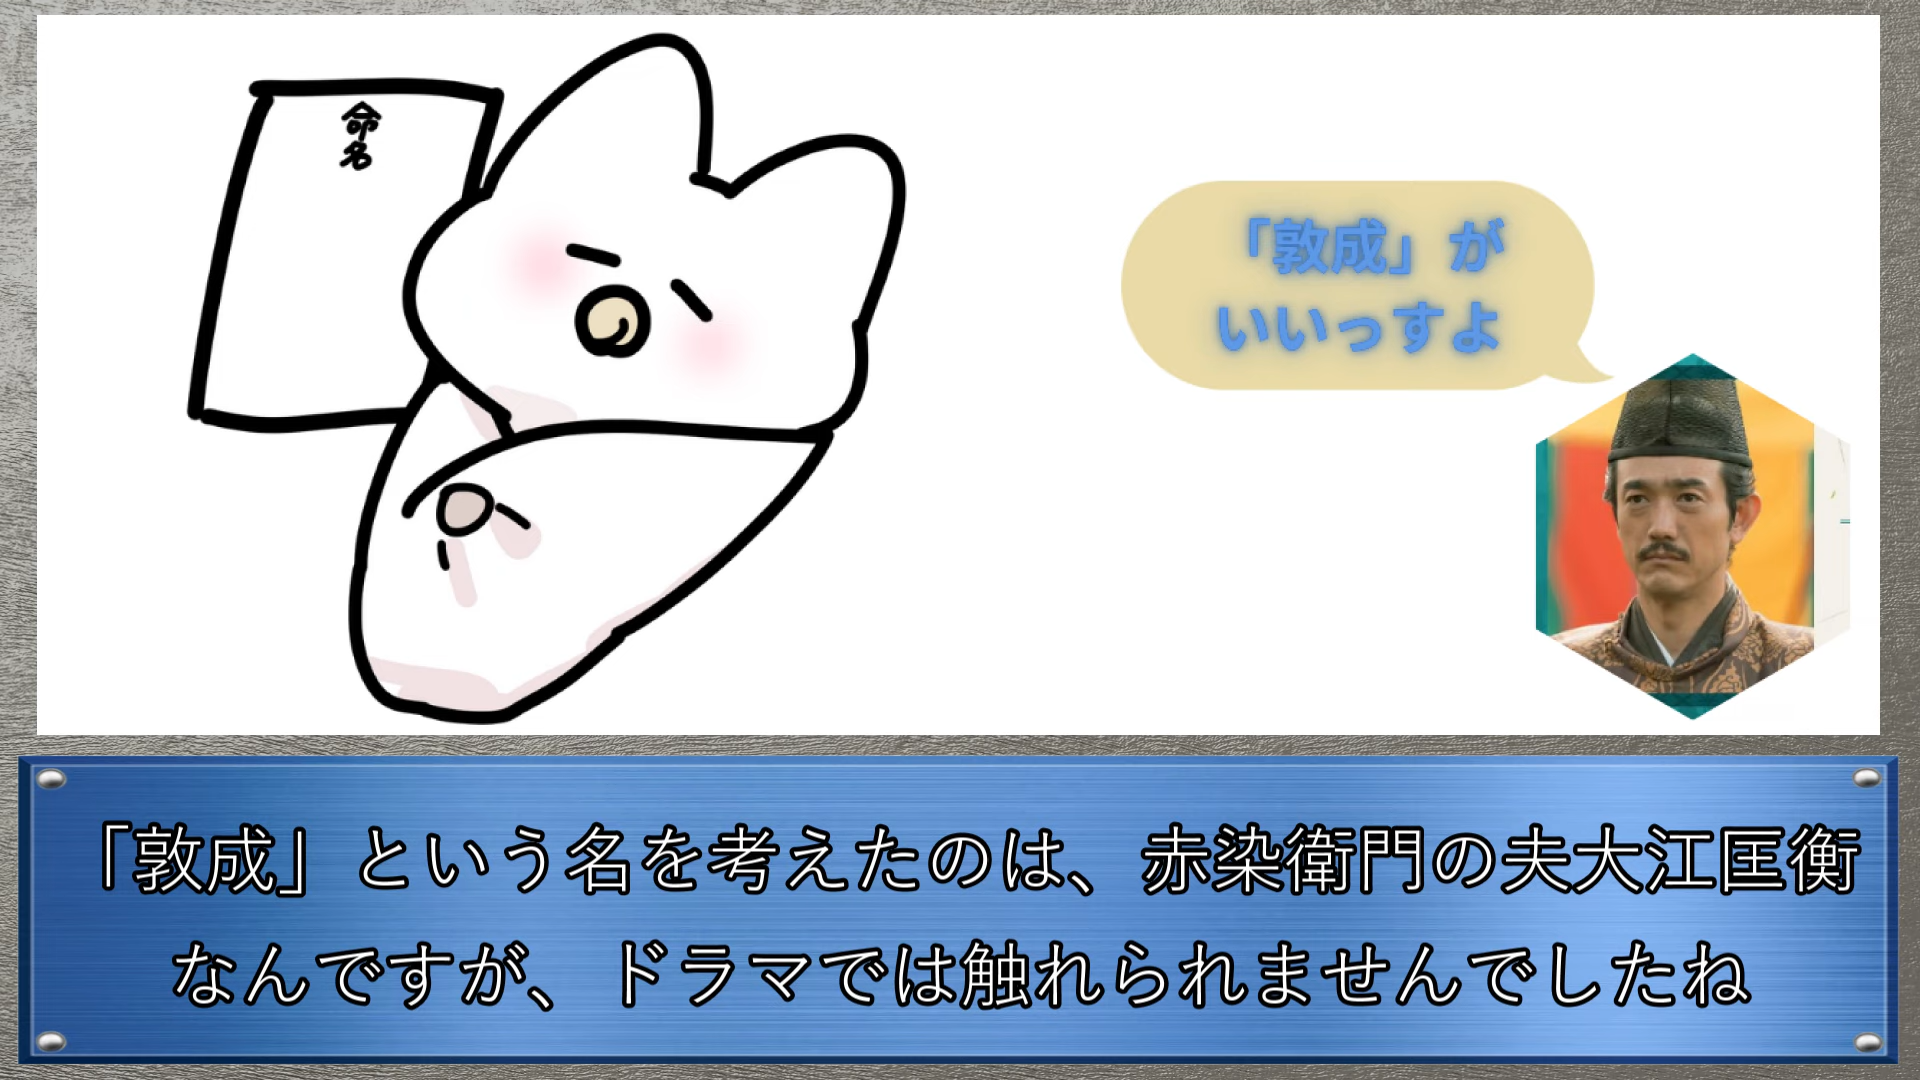 命名
「敦成」が
いいっすよ
「敦成」という名を考えたのは、赤染衛門の夫大江匡衡
なんですが、ドラマでは触れられませんでしたね